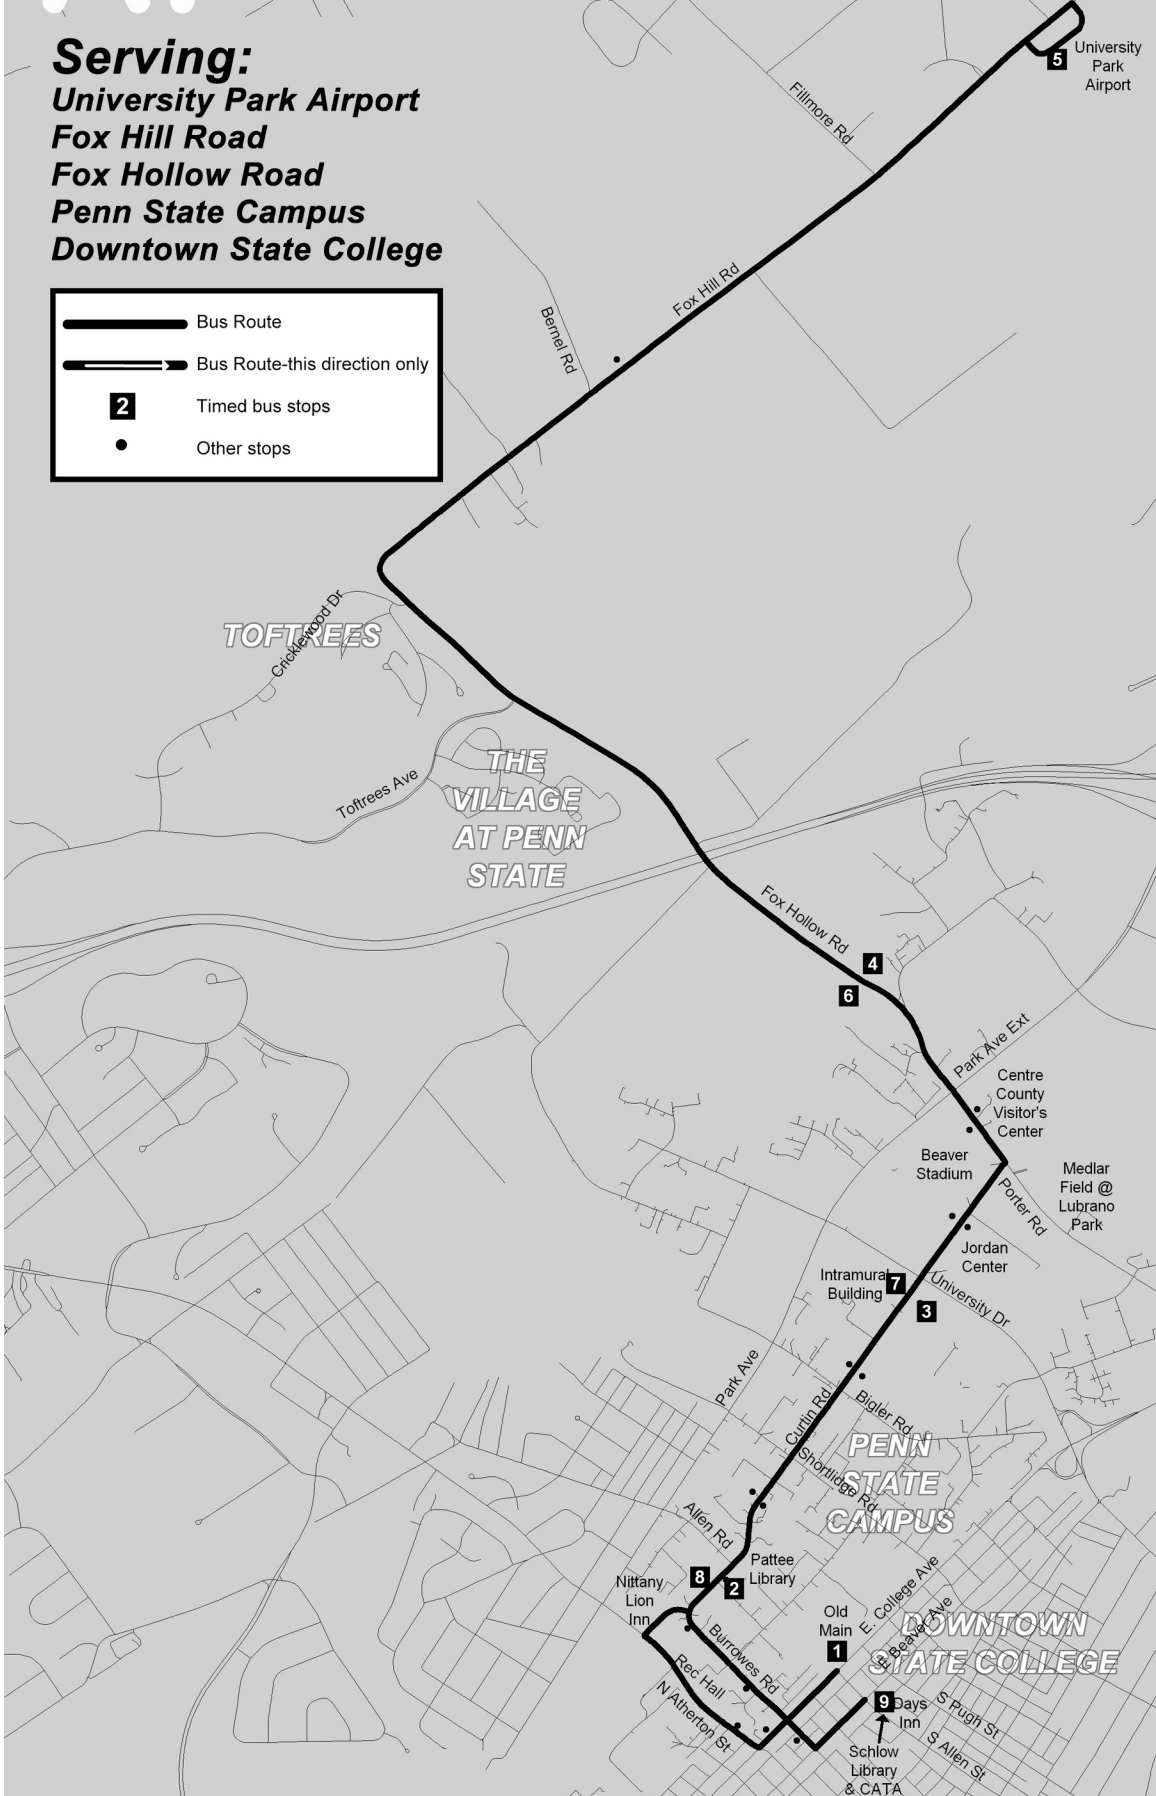 Serving:
University Park Airport
Fox Hill Road
Fox Hollow Road
Penn State Campus
Downtown State College
Bus Route
Bus Route-this direction only
2
Timed bus stops
Other stops
5
University
Park
Airport
Fillmore Rd
Fox Hill Rd
Bernel Rd
Cricklewood Dr
TOFTREES
THE
VILLAGE
AT PENN
STATE
Toftrees Ave
Fox Hollow Rd
4
6
Park Ave Ext
Centre
County
Visitor's
Center
Beaver
Stadium
Medlar
Field @
Lubrano
Park
Porter Rd
Jordan
Center
Intramural
Building
7
3
University Dr
Park Ave
Curtin Rd
Bigler Rd
PENN
STATE
CAMPUS
Shortlidge Rd
Allen Rd
Pattee
Library
8
2
Nittany
Lion
Inn
Old
Main
1
E. College Ave
E. Beaver Ave
DOWNTOWN
STATE COLLEGE
Burrowes Rd
Rec Hall
N Atherton St
9
Days
Inn
S Pugh St
S Allen St
Schlow
Library
& CATA